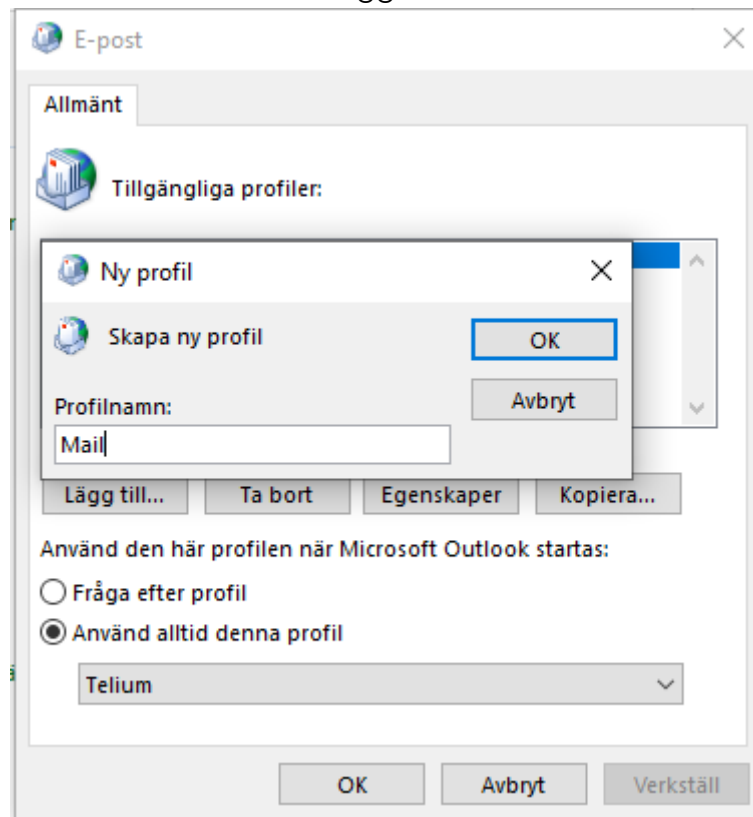 E-post
Allmänt
Tillgängliga profiler:
Ny profil
Skapa ny profil
OK
Avbryt
Profilnamn:
Mail
Lägg till... Ta bort Egenskaper Kopiera...
Använd den här profilen när Microsoft Outlook startas:
Fråga efter profil
Använd alltid denna profil
Telium
OK Avbryt Verkställ